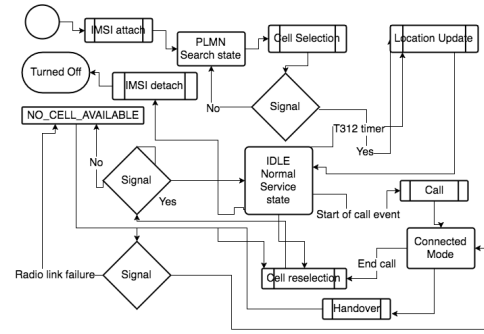 IMSI attach
PLMN
Search state
Cell Selection
Location Update
Turned Off
IMSI detach
No
Signal
NO_CELL_AVAILABLE
T312 timer
Yes
No
Signal
Yes
IDLE
Normal
Service
state
Call
Start of call event
Connected
Mode
End call
Radio link failure
Signal
Cell reselection
Handover